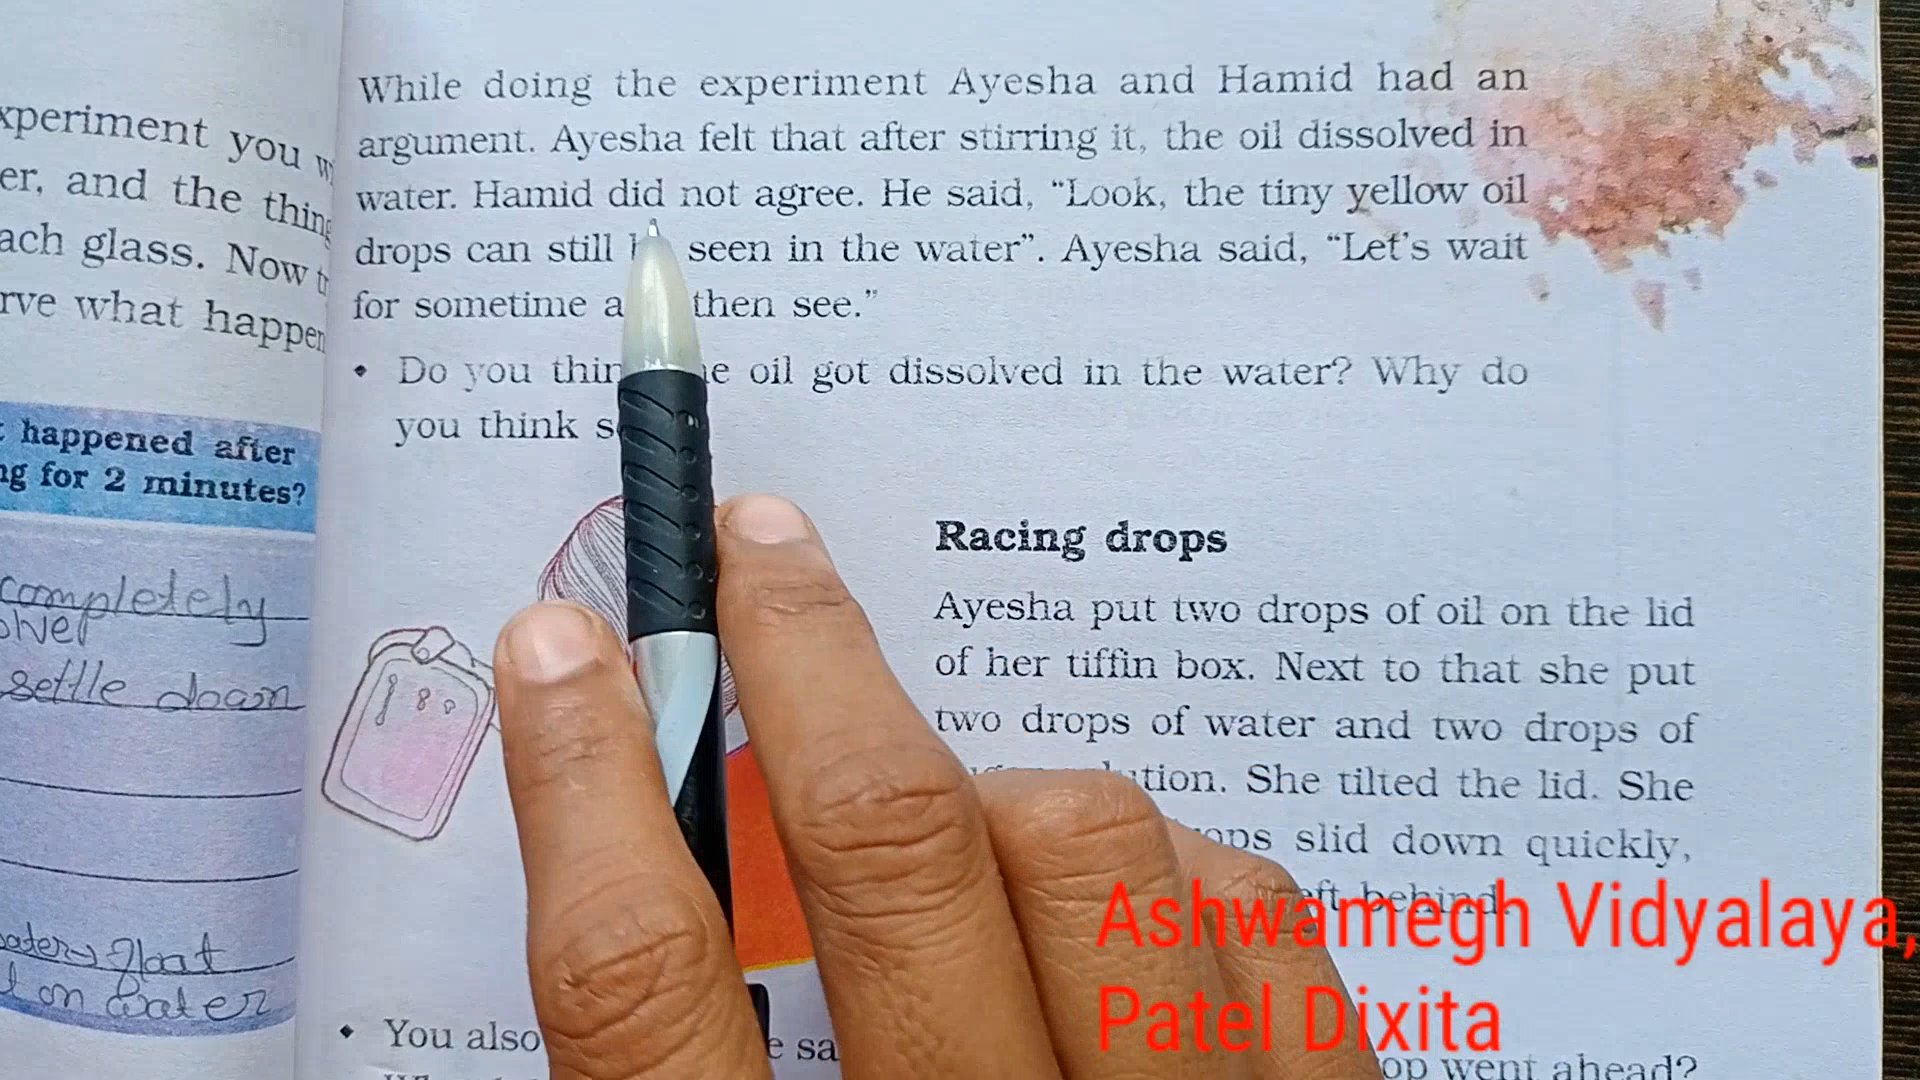 xperiment you
er, and the thing
ach glass. Now
rve what happen
happened after
ng for 2 minutes?
completely
settle down
float
on water
While doing the experiment Ayesha and Hamid had an
argument. Ayesha felt that after stirring it, the oil dissolved in
water. Hamid did not agree. He said, “Look, the tiny yellow oil
drops can still seen in the water”. Ayesha said, “Let’s wait
for sometime a then see.”
• Do you thin e oil got dissolved in the water? Why do
you think s
Racing drops
Ayesha put two drops of oil on the lid
of her tiffin box. Next to that she put
two drops of water and two drops of
ution. She tilted the lid. She
ops slid down quickly,
eft behind.
• You also e sa
op went ahead?
Ashwamegh Vidyalaya,
Patel Dixita